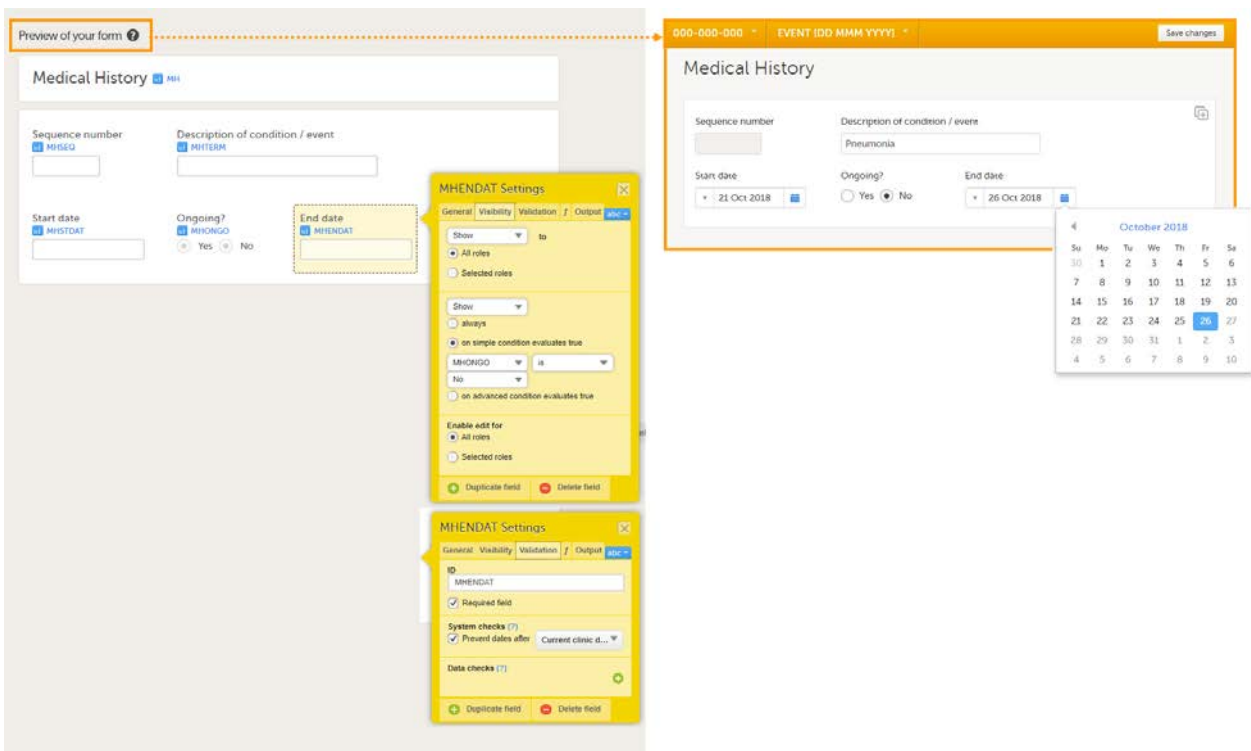 Preview of your form ?
Medical History v1 MH
Sequence number Description of condition / event
v1 MHSEQ v1 MHTERM
Start date Ongoing? End date
v1 MHSTDAT v1 MHONGO v1 MHENDAT
Yes No
MHENDAT Settings
General Visibility Validation ƒ Output abc
Show to
All roles
Selected roles
Show
always
on simple condition evaluates true
MHONGO is
No
on advanced condition evaluates true
Enable edit for
All roles
Selected roles
Duplicate field Delete field
MHENDAT Settings
General Visibility Validation ƒ Output abc
ID
MHENDAT
Required field
System checks (?)
Prevent dates after Current clinic d...
Data checks (?)
Duplicate field Delete field
000-000-000 EVENT (DD MMM YYYY) Save changes
Medical History
Sequence number Description of condition / event
Pneumonia
Start date Ongoing? End date
21 Oct 2018 Yes No 26 Oct 2018
October 2018
Su Mo Tu We Th Fr Sa
30 1 2 3 4 5 6
7 8 9 10 11 12 13
14 15 16 17 18 19 20
21 22 23 24 25 26 27
28 29 30 31 1 2 3
4 5 6 7 8 9 10